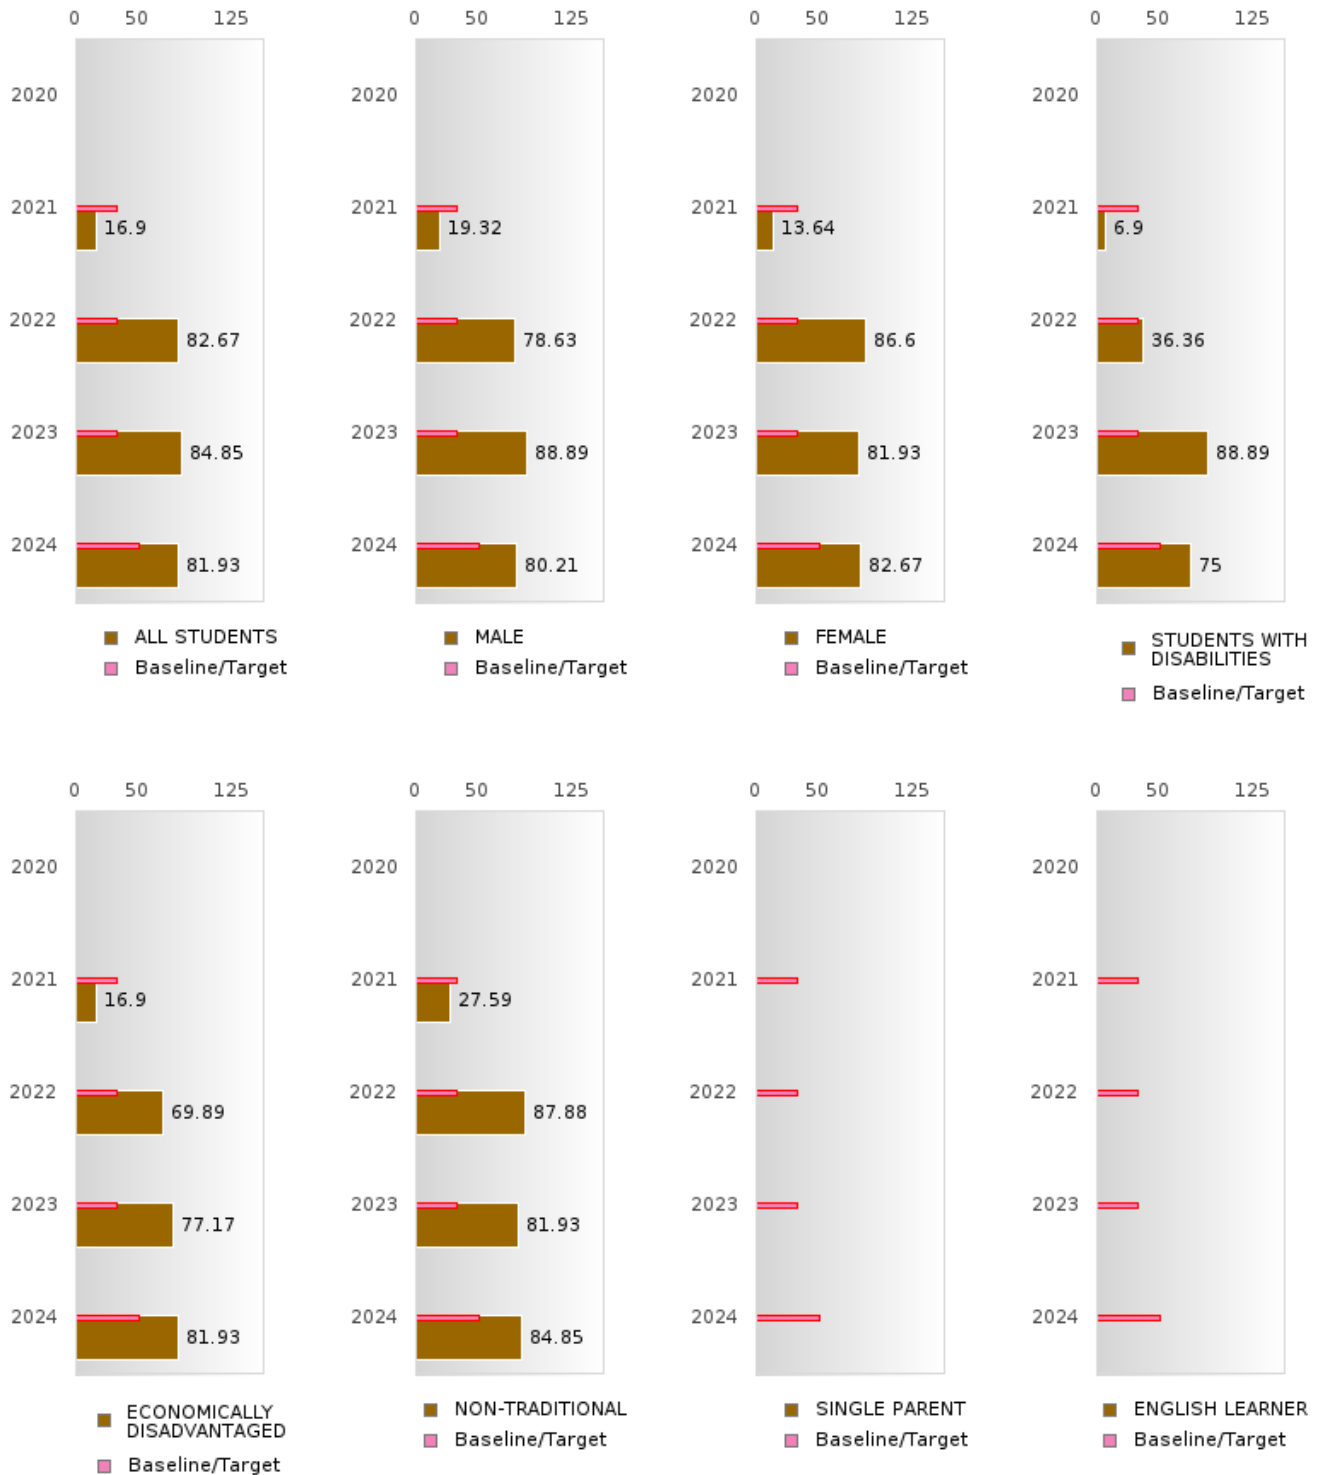 0 50 125 0 50 125 0 50 125 0 50 125
2020 2020 2020 2020
2021 2021 2021 2021
16.9 19.32 13.64 6.9
2022 2022 2022 2022
82.67 78.63 86.6 36.36
2023 2023 2023 2023
84.85 88.89 81.93 88.89
2024 2024 2024 2024
81.93 80.21 82.67 75
ALL STUDENTS
Baseline/Target
MALE
Baseline/Target
FEMALE
Baseline/Target
STUDENTS WITH
DISABILITIES
Baseline/Target
0 50 125 0 50 125 0 50 125 0 50 125
2020 2020 2020 2020
2021 2021 2021 2021
16.9 27.59
2022 2022 2022 2022
69.89 87.88
2023 2023 2023 2023
77.17 81.93
2024 2024 2024 2024
81.93 84.85
ECONOMICALLY
DISADVANTAGED
Baseline/Target
NON-TRADITIONAL
Baseline/Target
SINGLE PARENT
Baseline/Target
ENGLISH LEARNER
Baseline/Target